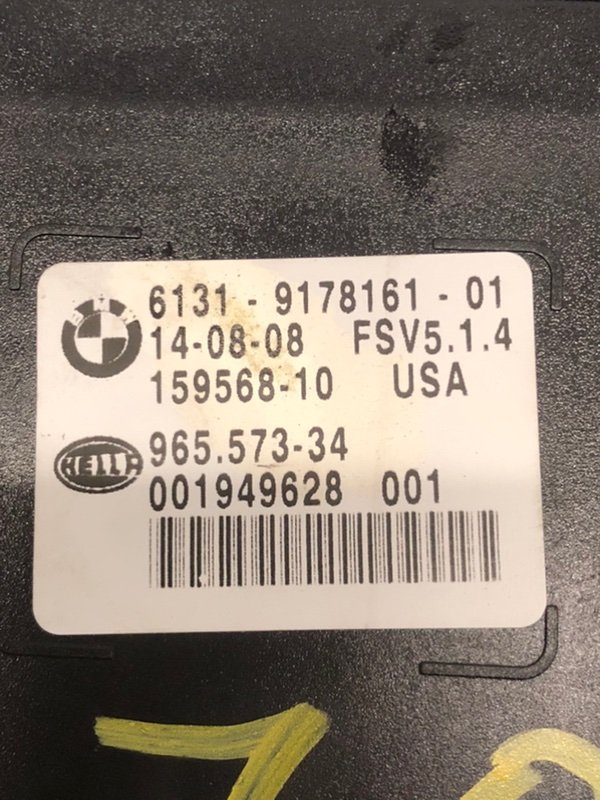 6131 - 9178161 - 01
14-08-08 FSV5.1.4
159568-10 USA
HELLA
965.573-34
001949628 001